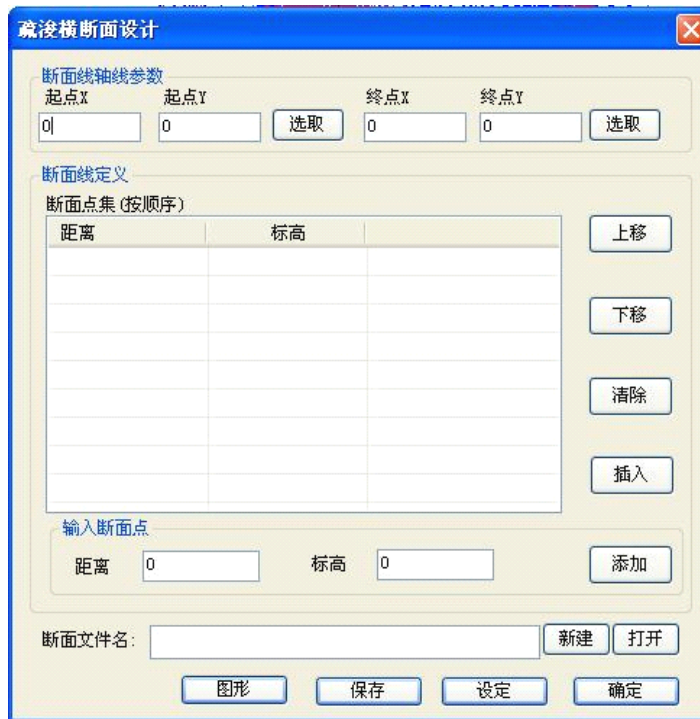 疏浚横断面设计
断面线轴线参数
起点X 起点Y 终点X 终点Y
0 0 选取 0 0 选取
断面线定义
断面点集(按顺序)
距离 标高
上移
下移
清除
插入
输入断面点
距离 0 标高 0 添加
断面文件名: 新建 打开
图形 保存 设定 确定